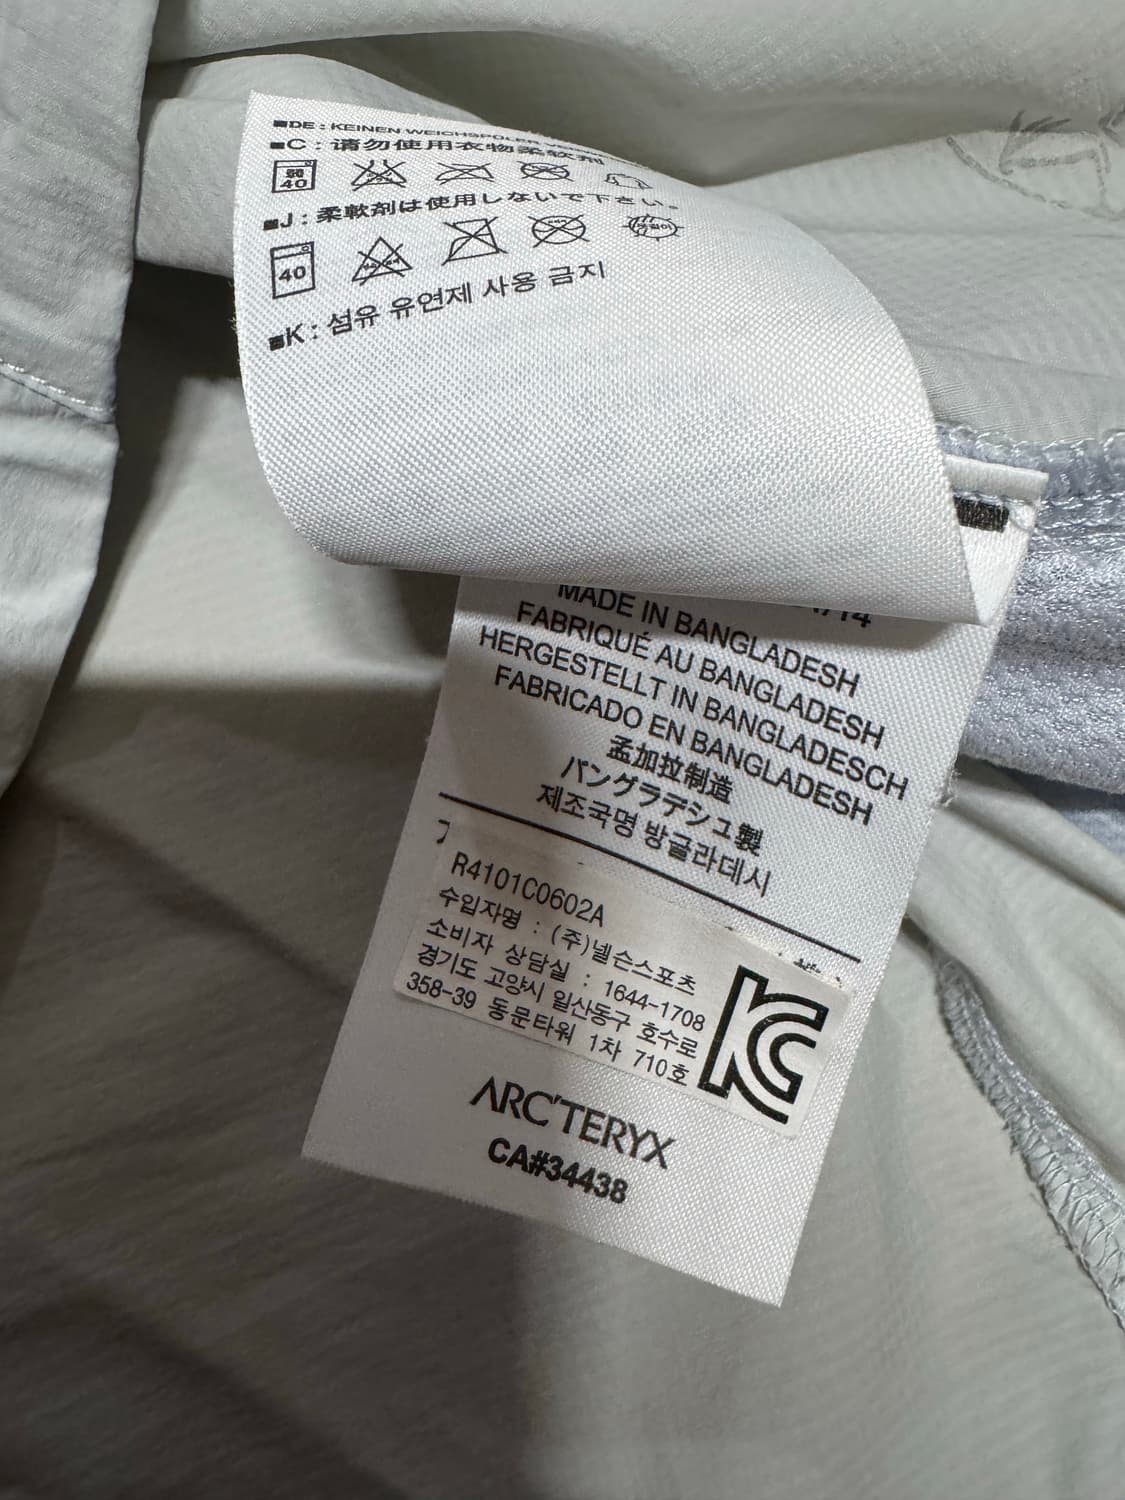 ■DE : KEINEN WEICHSPÜLER
■C : 请勿使用衣物柔软剂
弱
40
■J : 柔軟剤は使用しないで下さい。
40
■K : 섬유 유연제 사용 금지
/14
MADE IN BANGLADESH
FABRIQUÉ AU BANGLADESH
HERGESTELLT IN BANGLADESCH
FABRICADO EN BANGLADESH
孟加拉制造
バングラデシュ製
제조국명 방글라데시
R4101C0602A
수입자명 : (주)넬슨스포츠
소비자 상담실 : 1644-1708
경기도 고양시 일산동구 호수로
358-39 동문타워 1차 710호
KC
ARC'TERYX
CA#34438